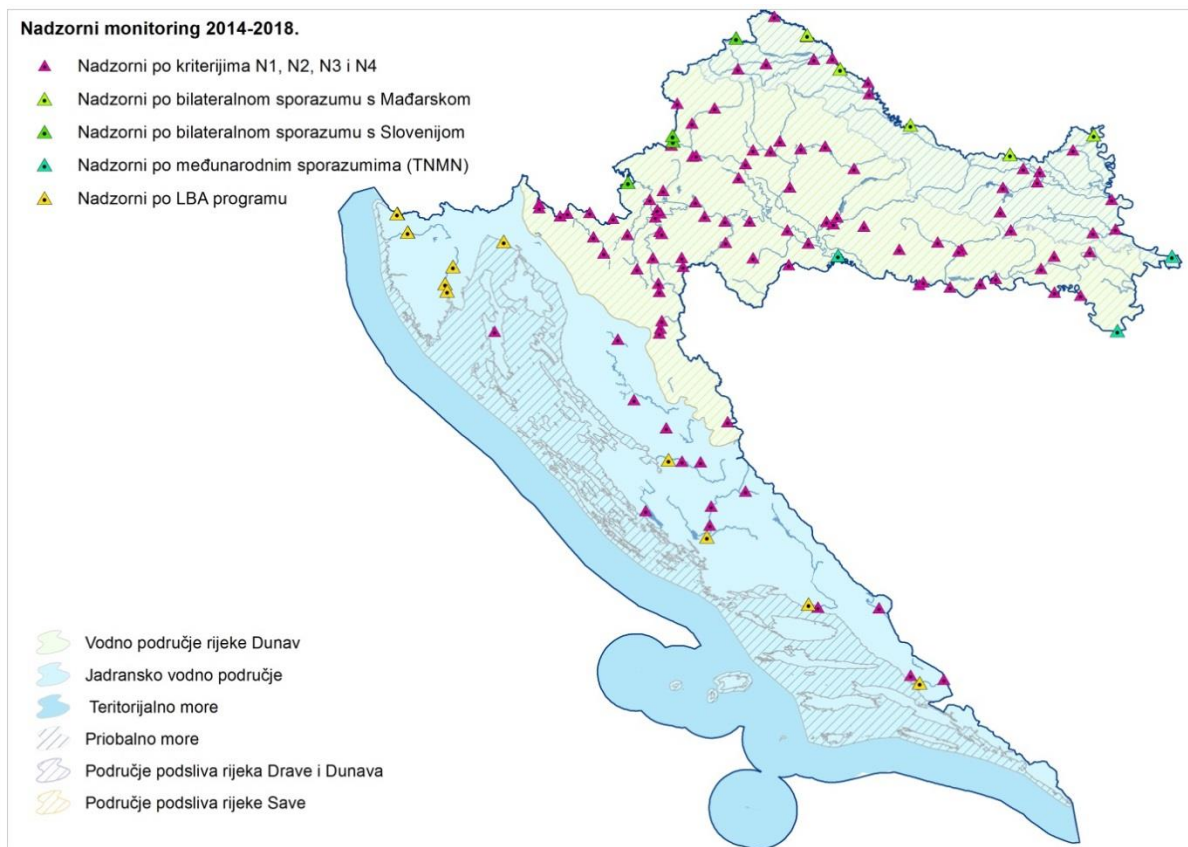 Nadzorni monitoring 2014-2018.
Nadzorni po kriterijima N1, N2, N3 i N4
Nadzorni po bilateralnom sporazumu s Mađarskom
Nadzorni po bilateralnom sporazumu s Slovenijom
Nadzorni po međunarodnim sporazumima (TNMN)
Nadzorni po LBA programu
Vodno područje rijeke Dunav
Jadransko vodno područje
Teritorijalno more
Priobalno more
Područje podsliva rijeka Drave i Dunava
Područje podsliva rijeke Save